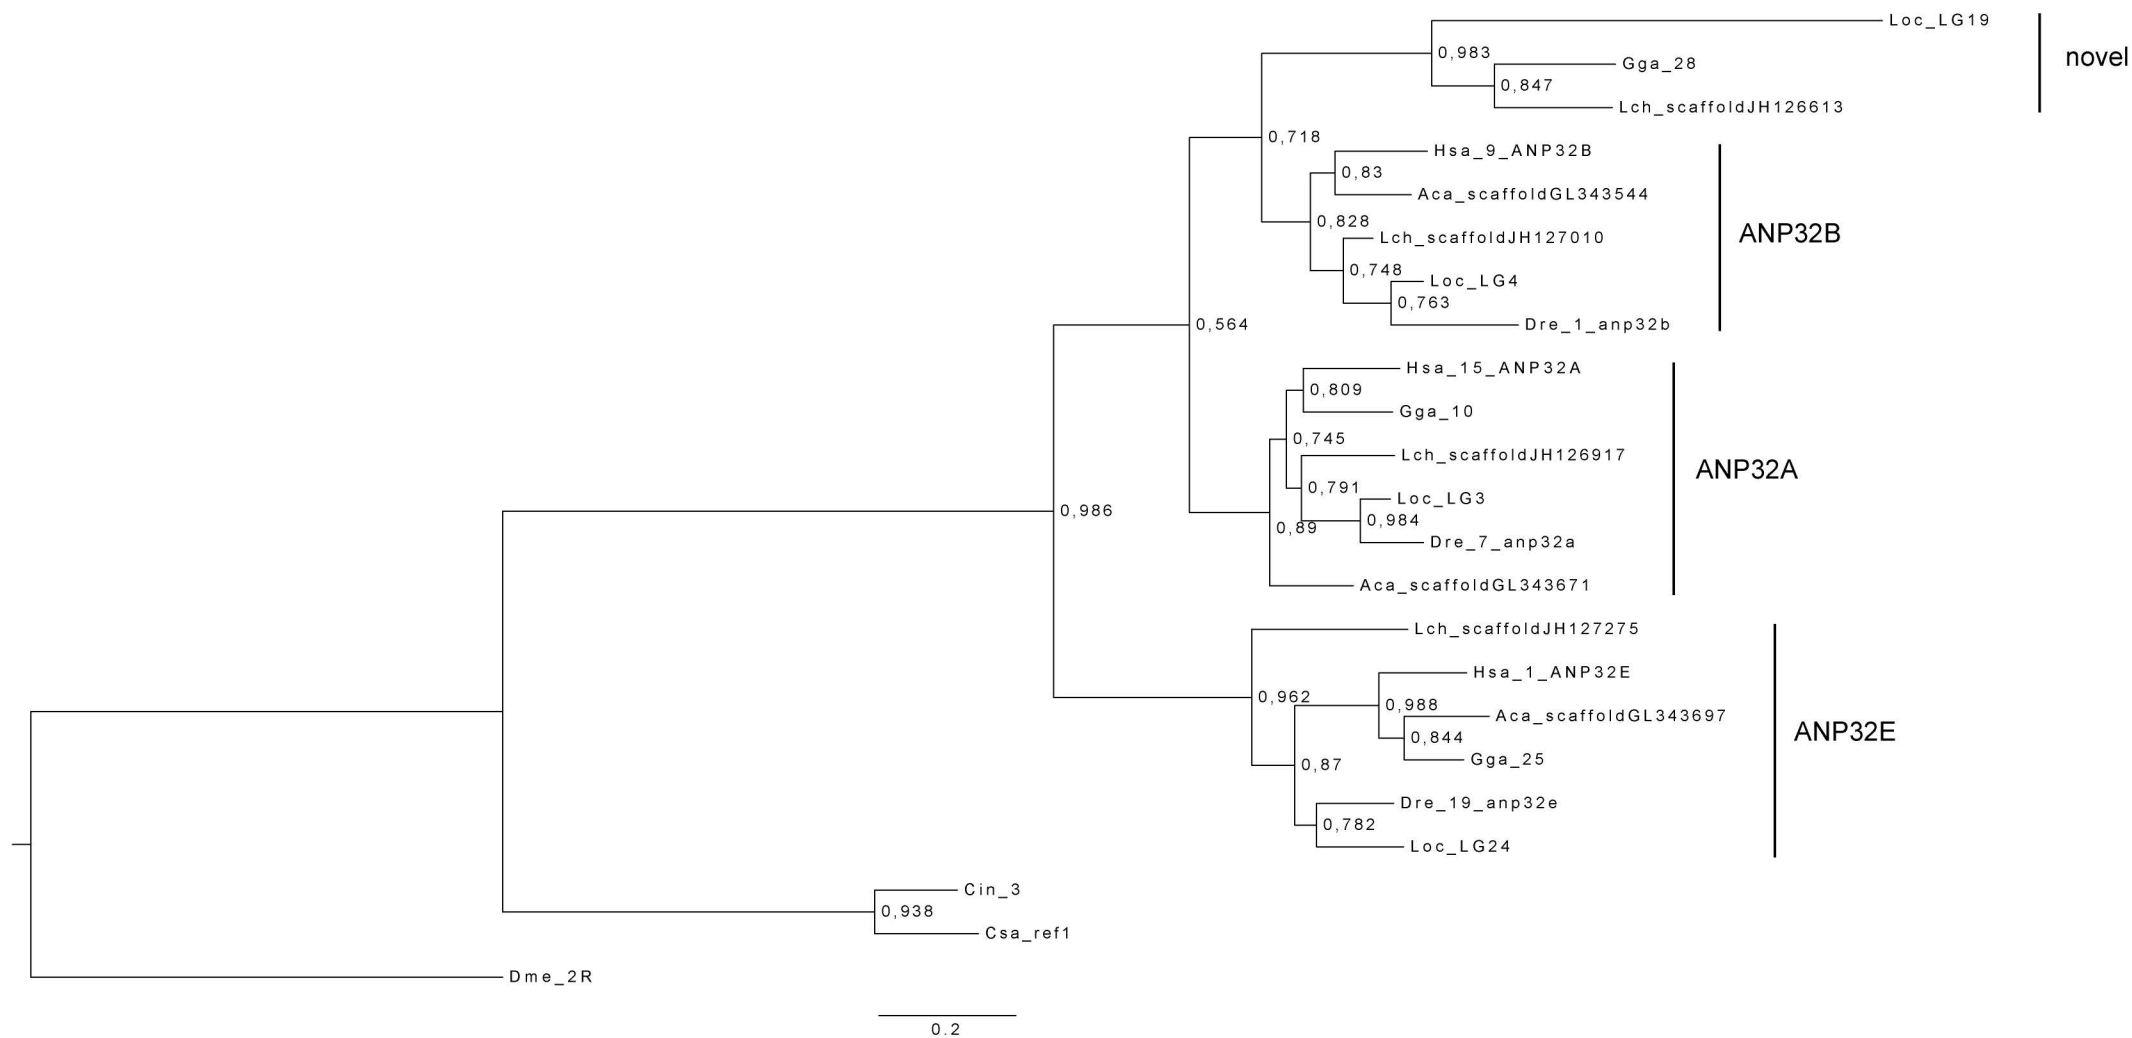 Loc_LG19
0,983
Gga_28
novel
0,847
Lch_scaffoldJH126613
0,718
Hsa_9_ANP32B
0,83
Aca_scaffoldGL343544
0,828
ANP32B
Lch_scaffoldJH127010
0,748
Loc_LG4
0,763
Dre_1_anp32b
0,564
Hsa_15_ANP32A
0,809
Gga_10
0,745
Lch_scaffoldJH126917
ANP32A
0,791
Loc_LG3
0,984
0,89
Dre_7_anp32a
0,986
Aca_scaffoldGL343671
Lch_scaffoldJH127275
Hsa_1_ANP32E
0,962
0,988
Aca_scaffoldGL343697
ANP32E
0,844
Gga_25
0,87
Dre_19_anp32e
0,782
Loc_LG24
Cin_3
0,938
Csa_ref1
Dme_2R
0.2